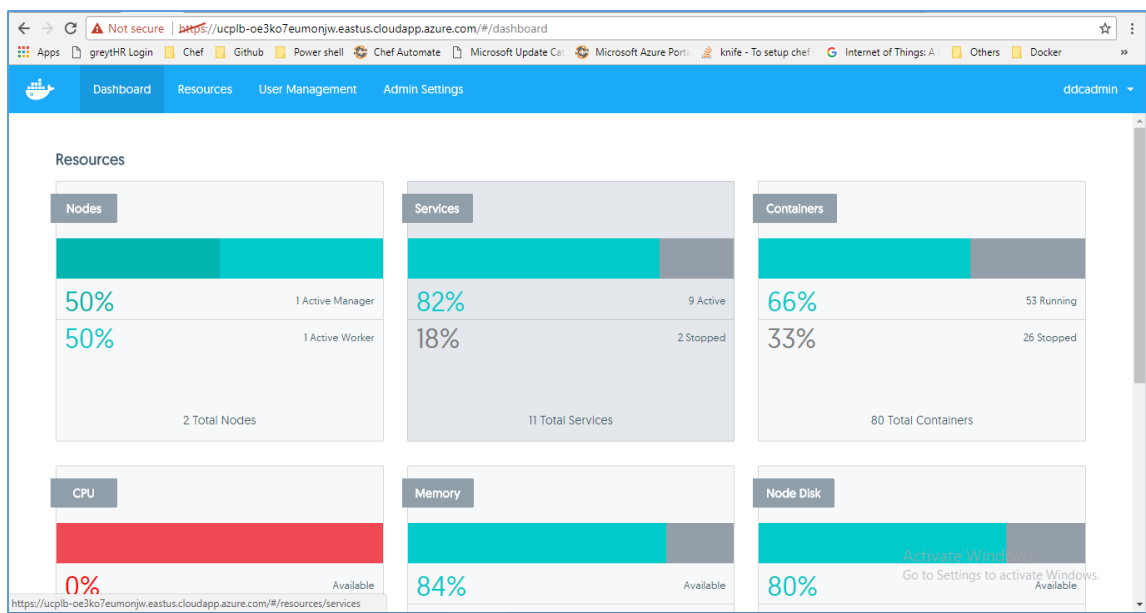 Not secure | https://ucplb-oe3ko7eumonjw.eastus.cloudapp.azure.com/#/dashboard
Apps greytHR Login Chef Github Power shell Chef Automate Microsoft Update Cat Microsoft Azure Porta knife - To setup chef Internet of Things: A Others Docker »
Dashboard Resources User Management Admin Settings ddcadmin
Resources
Nodes
50% 1 Active Manager
50% 1 Active Worker
2 Total Nodes
Services
82% 9 Active
18% 2 Stopped
11 Total Services
Containers
66% 53 Running
33% 26 Stopped
80 Total Containers
CPU
0% Available
Memory
84% Available
Node Disk
80% Available
Activate Windows
Go to Settings to activate Windows.
https://ucplb-oe3ko7eumonjw.eastus.cloudapp.azure.com/#/resources/services